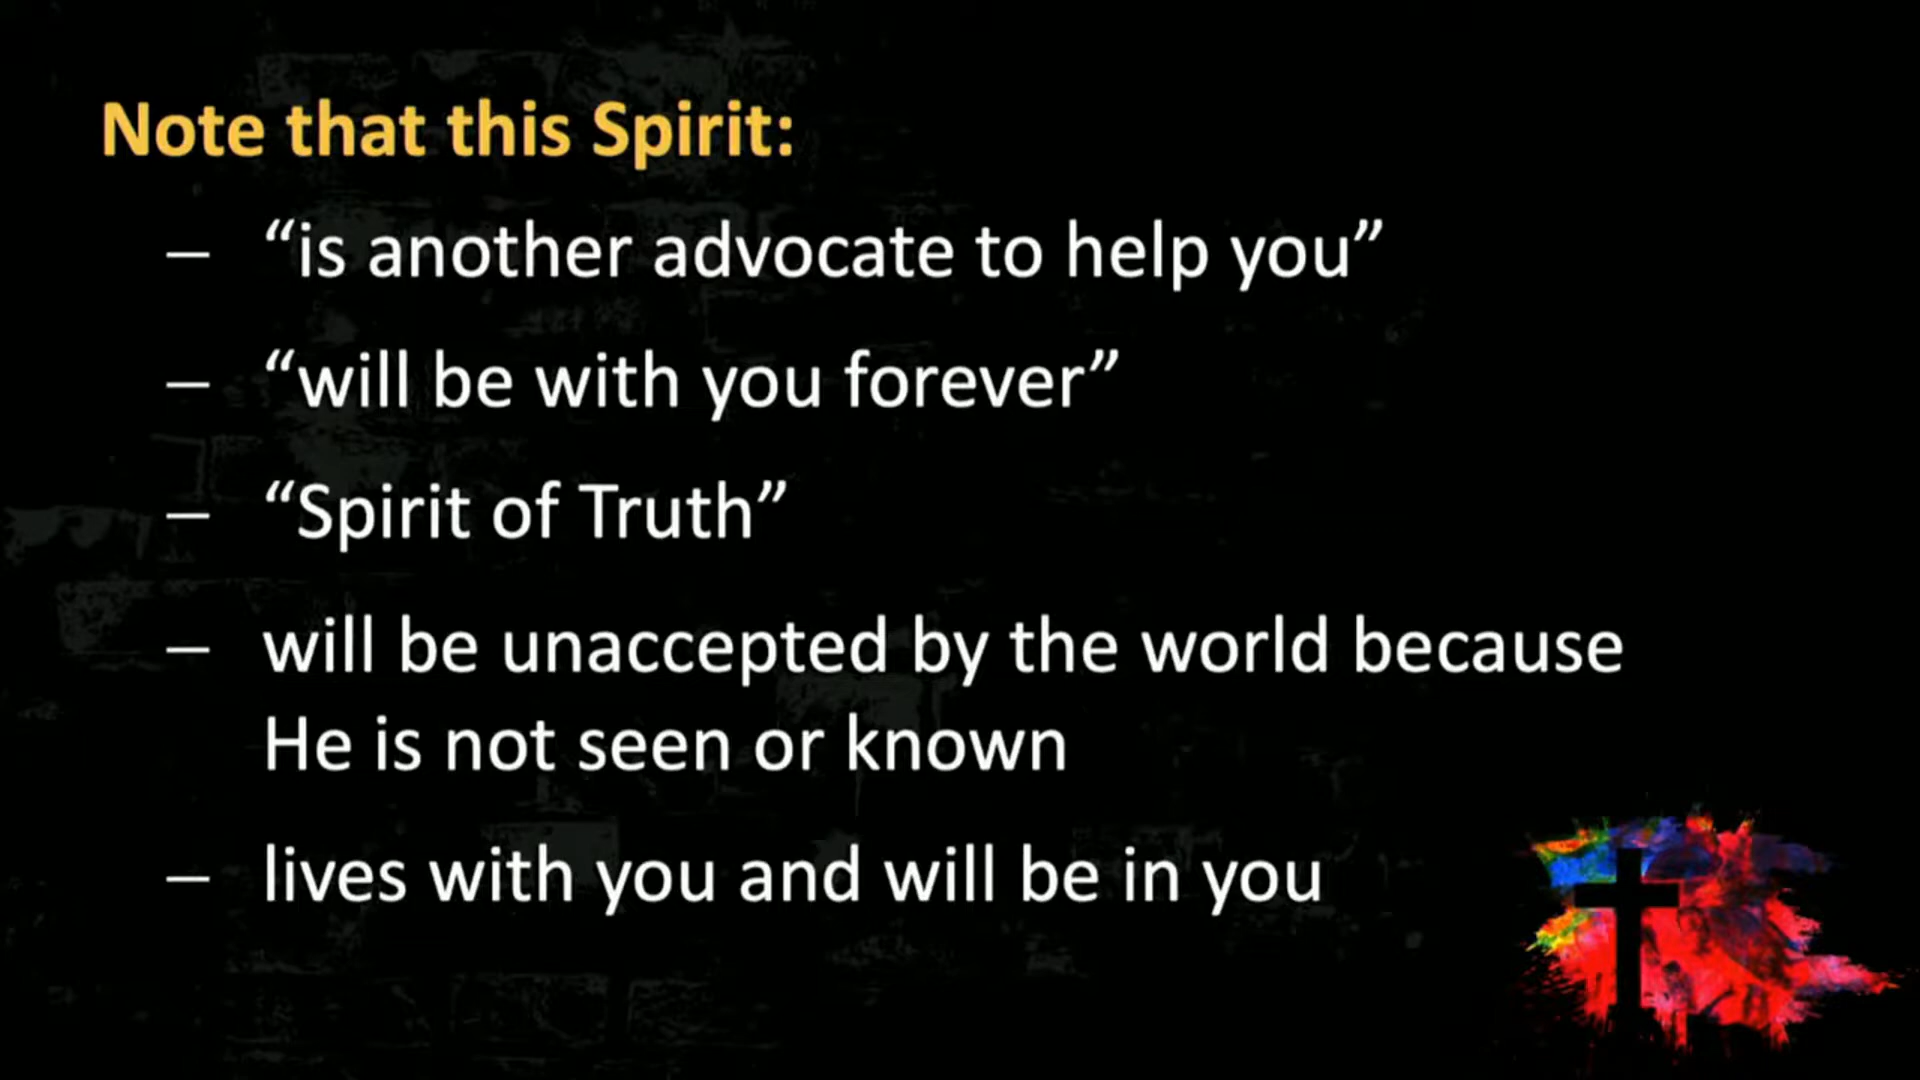 Note that this Spirit:
– “is another advocate to help you”
– “will be with you forever”
– “Spirit of Truth”
– will be unaccepted by the world because
He is not seen or known
– lives with you and will be in you